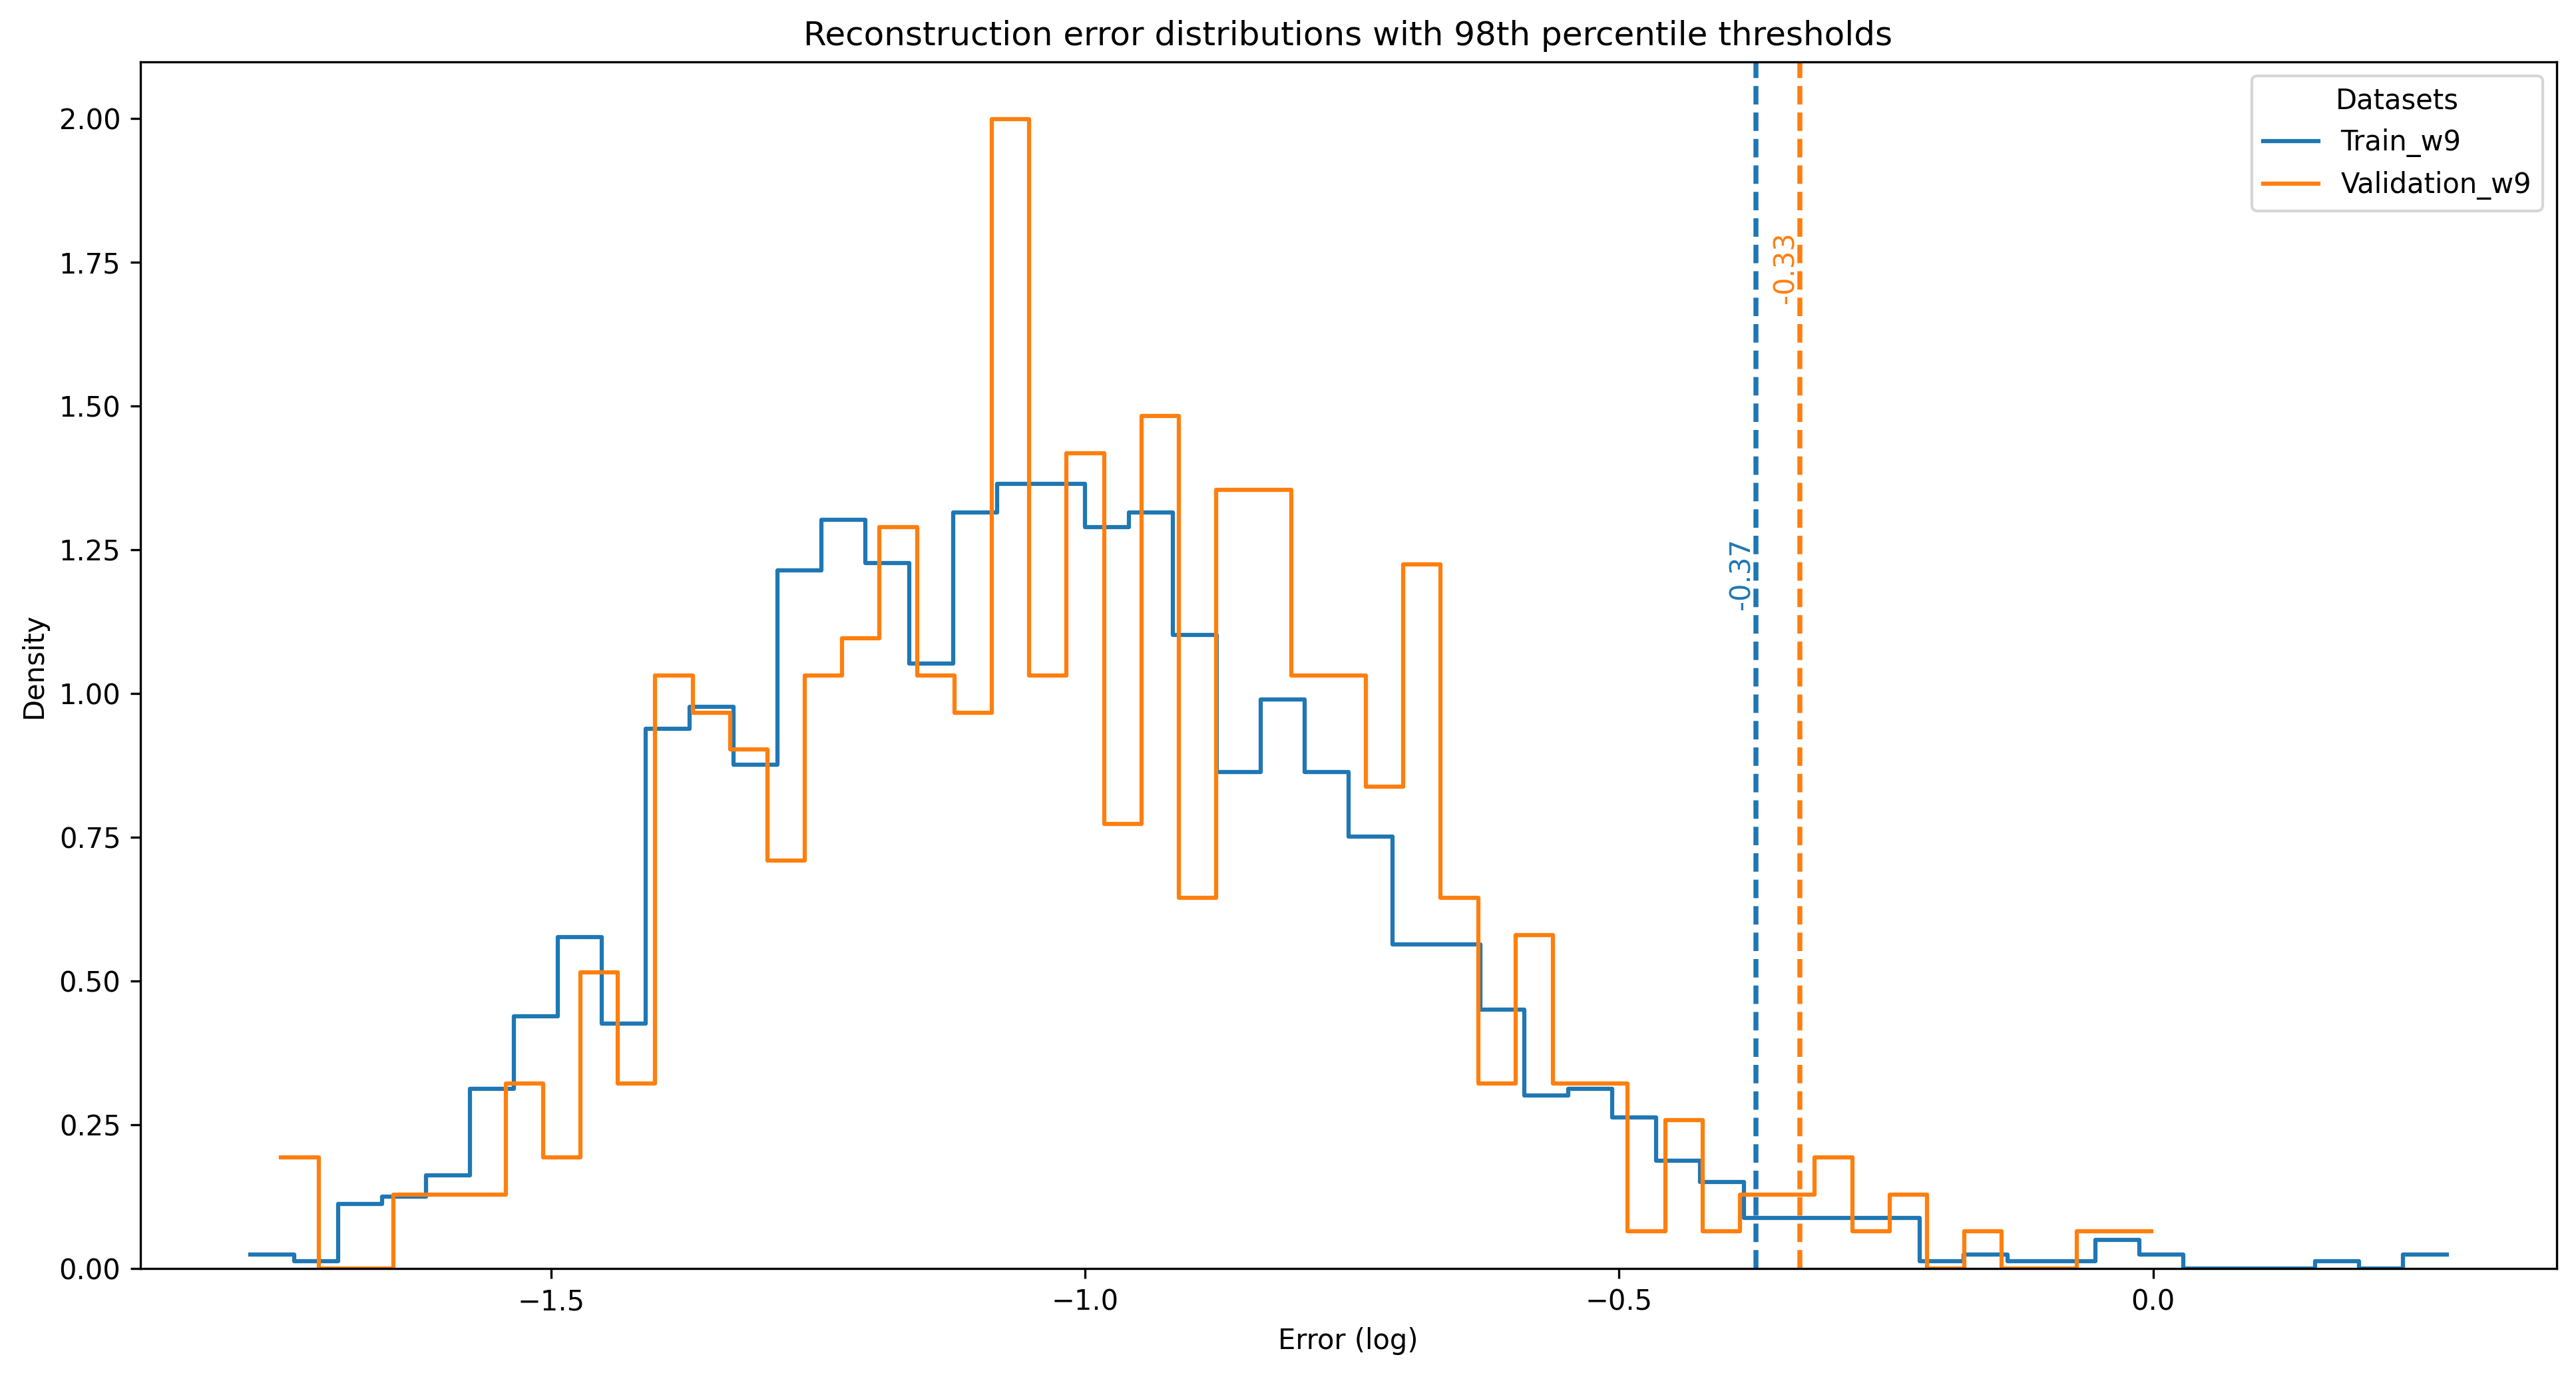 Reconstruction error distributions with 98th percentile thresholds
Datasets
Train_w9
Validation_w9
2.00
1.75
1.50
1.25
1.00
0.75
0.50
0.25
0.00
Density
-0.37
-0.33
−1.5
−1.0
−0.5
0.0
Error (log)